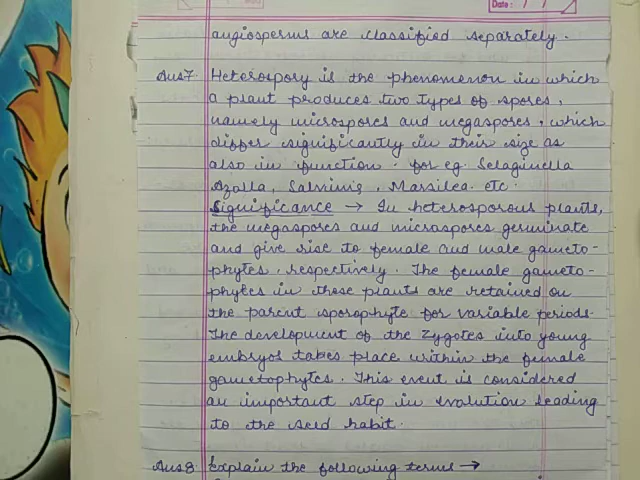 Date: / /
angiosperms are classified separately.
Ans7. Heterospory is the phenomenon in which
a plant produces two types of spores,
namely microspores and megaspores, which
differ significantly in their size as
also in function. for eg. Selaginella
Azolla, Salvinis, Marsilea. etc.
Significance → In heterosporous plants,
the megaspores and microspores germinate
and give rise to female and male gameto-
phytes, respectively. The female gameto-
phytes in these plants are retained on
the parent sporophyte for variable periods.
The development of the zygotes into young
embryos takes place within the female
gametophytes. This event is considered
an important step in evolution leading
to the seed habit.
Ans8. Explain the following terms →